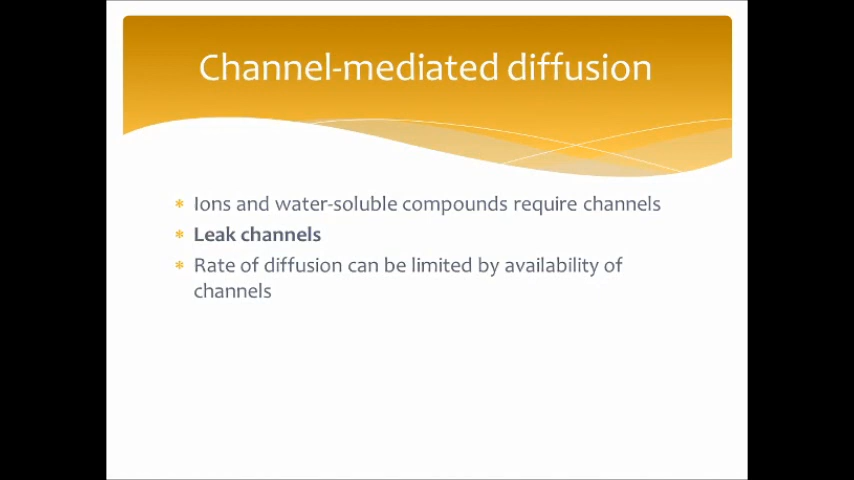 Channel-mediated diffusion
* Ions and water-soluble compounds require channels
* Leak channels
* Rate of diffusion can be limited by availability of
channels